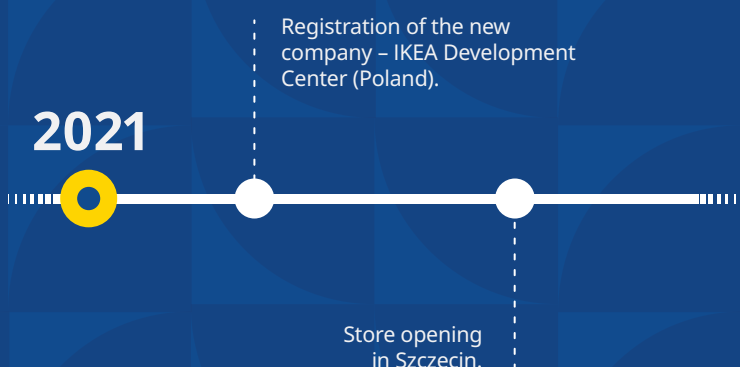 Registration of the new
company – IKEA Development
Center (Poland).
2021
Store opening
in Szczecin.